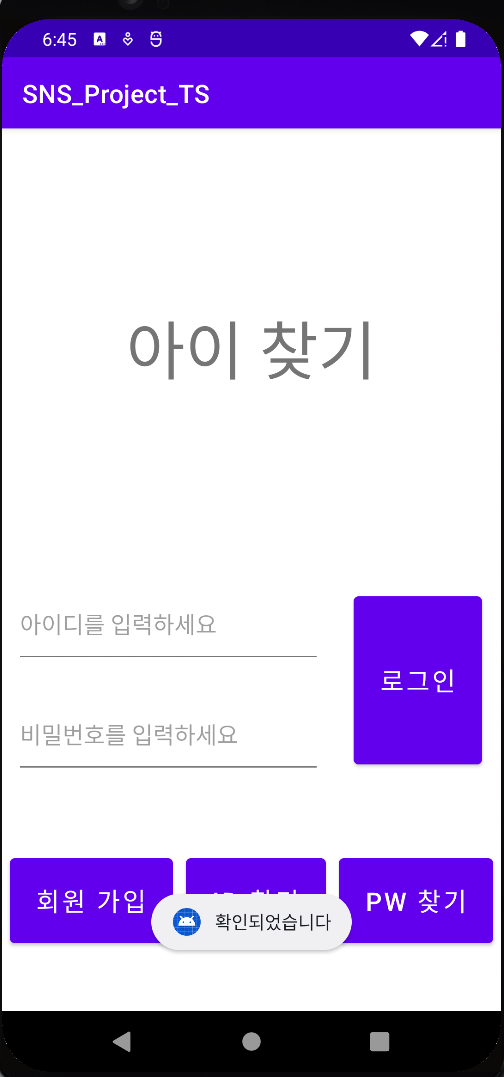 6:45
SNS_Project_TS
아이 찾기
아이디를 입력하세요
로그인
비밀번호를 입력하세요
회원 가입
PW 찾기
확인되었습니다